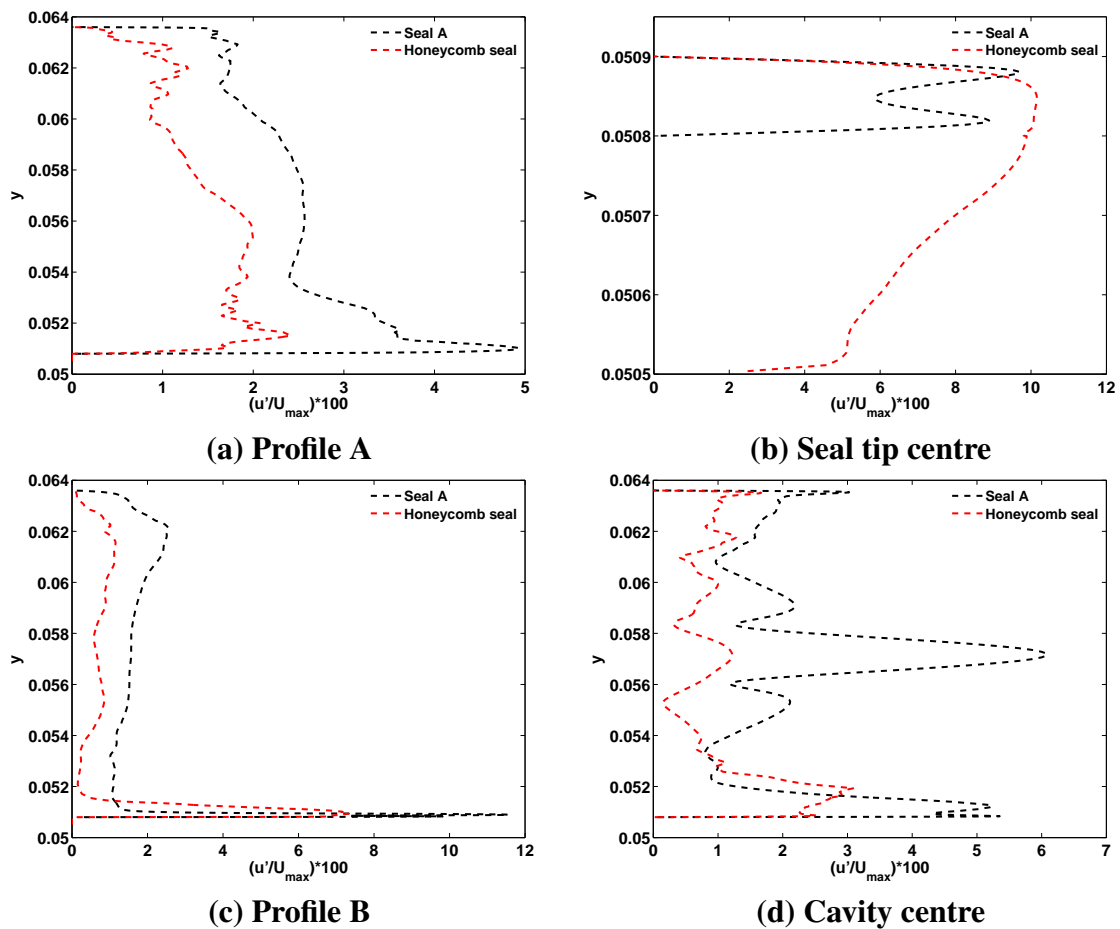 0.064
0.062
0.06
0.058
0.056
0.054
0.052
0.05
y
0 1 2 3 4 5
(u'/U_max)*100
Seal A
Honeycomb seal
(a) Profile A
0.0509
0.0508
0.0507
0.0506
0.0505
y
0 2 4 6 8 10 12
(u'/U_max)*100
Seal A
Honeycomb seal
(b) Seal tip centre
0.064
0.062
0.06
0.058
0.056
0.054
0.052
0.05
y
0 2 4 6 8 10 12
(u'/U_max)*100
Seal A
Honeycomb seal
(c) Profile B
0.064
0.062
0.06
0.058
0.056
0.054
0.052
0.05
y
0 1 2 3 4 5 6 7
(u'/U_max)*100
Seal A
Honeycomb seal
(d) Cavity centre